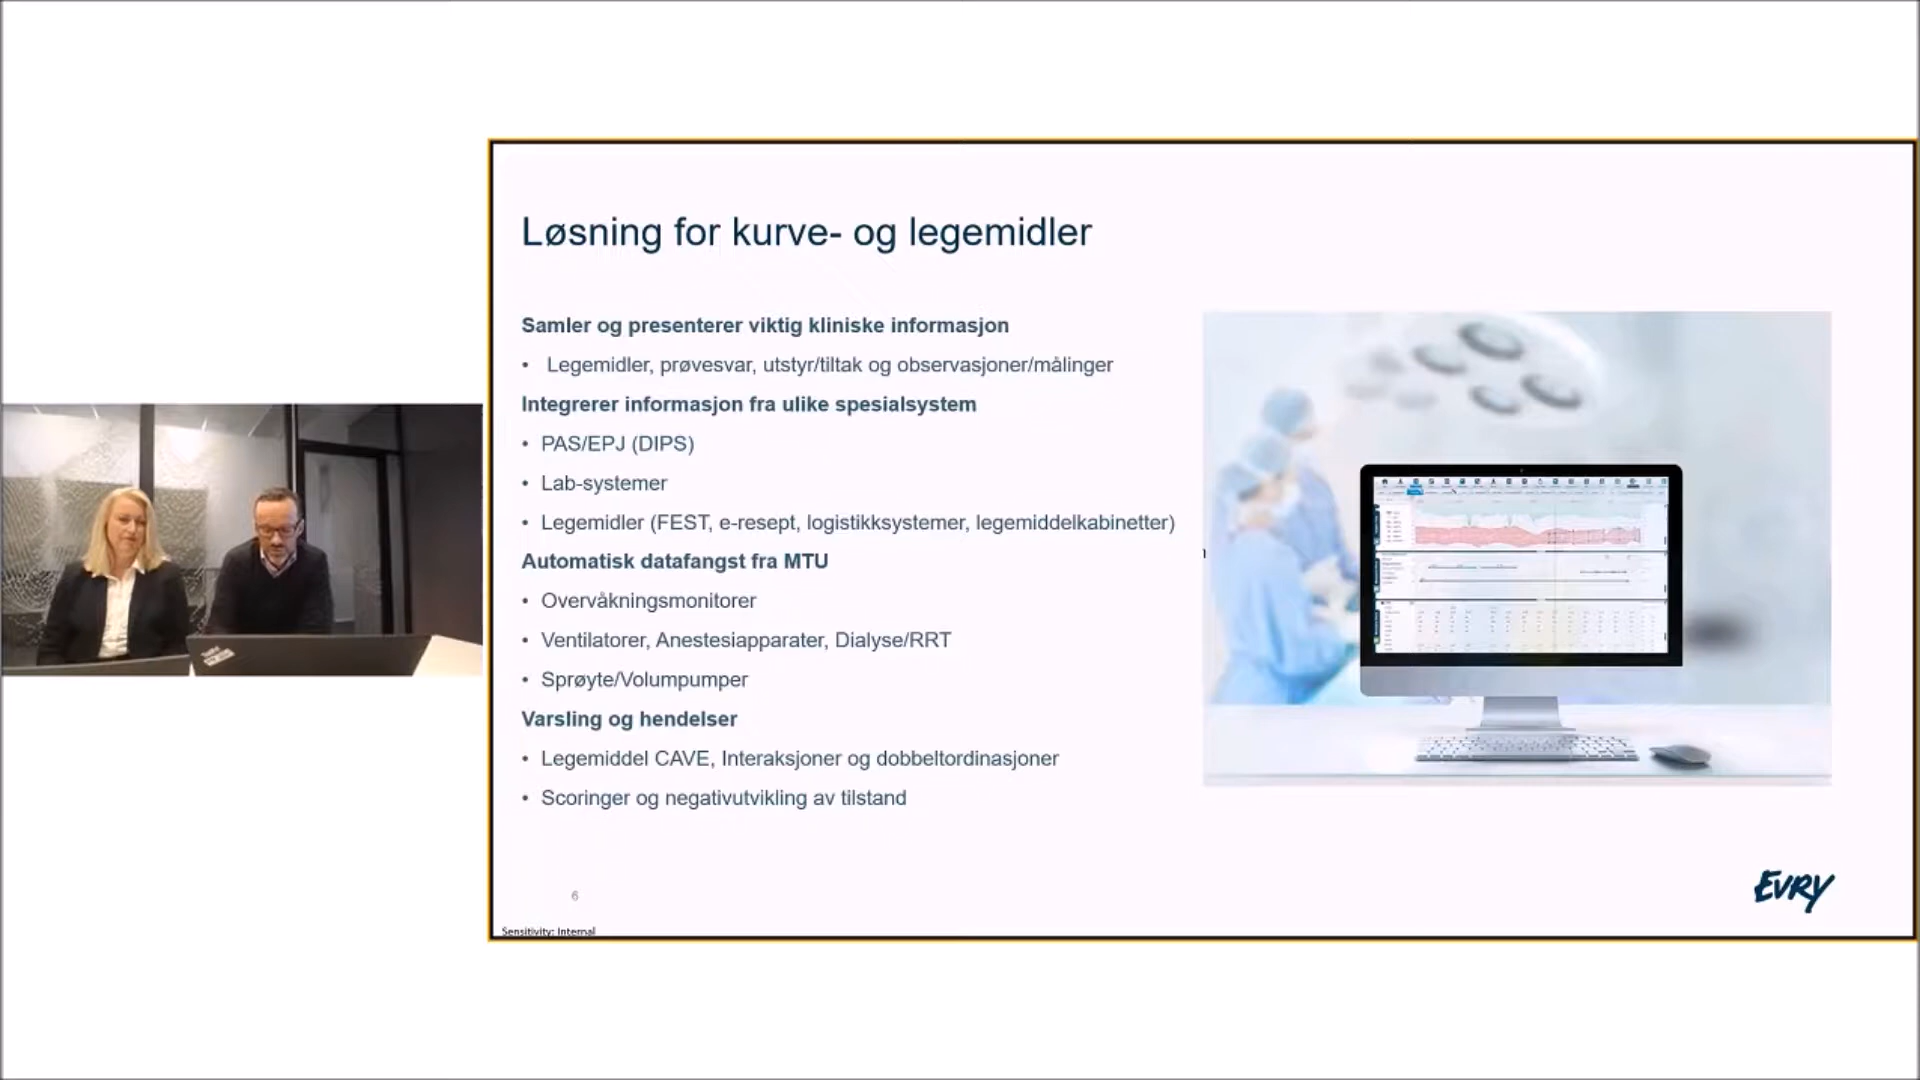 Løsning for kurve- og legemidler
Samler og presenterer viktig kliniske informasjon
• Legemidler, prøvesvar, utstyr/tiltak og observasjoner/målinger
Integrerer informasjon fra ulike spesialsystem
• PAS/EPJ (DIPS)
• Lab-systemer
• Legemidler (FEST, e-resept, logistikksystemer, legemiddelkabinetter)
Automatisk datafangst fra MTU
• Overvåkningsmonitorer
• Ventilatorer, Anestesiapparater, Dialyse/RRT
• Sprøyte/Volumpumper
Varsling og hendelser
• Legemiddel CAVE, Interaksjoner og dobbeltordinasjoner
• Scoringer og negativutvikling av tilstand
6
EVRY
Sensitivity: Internal